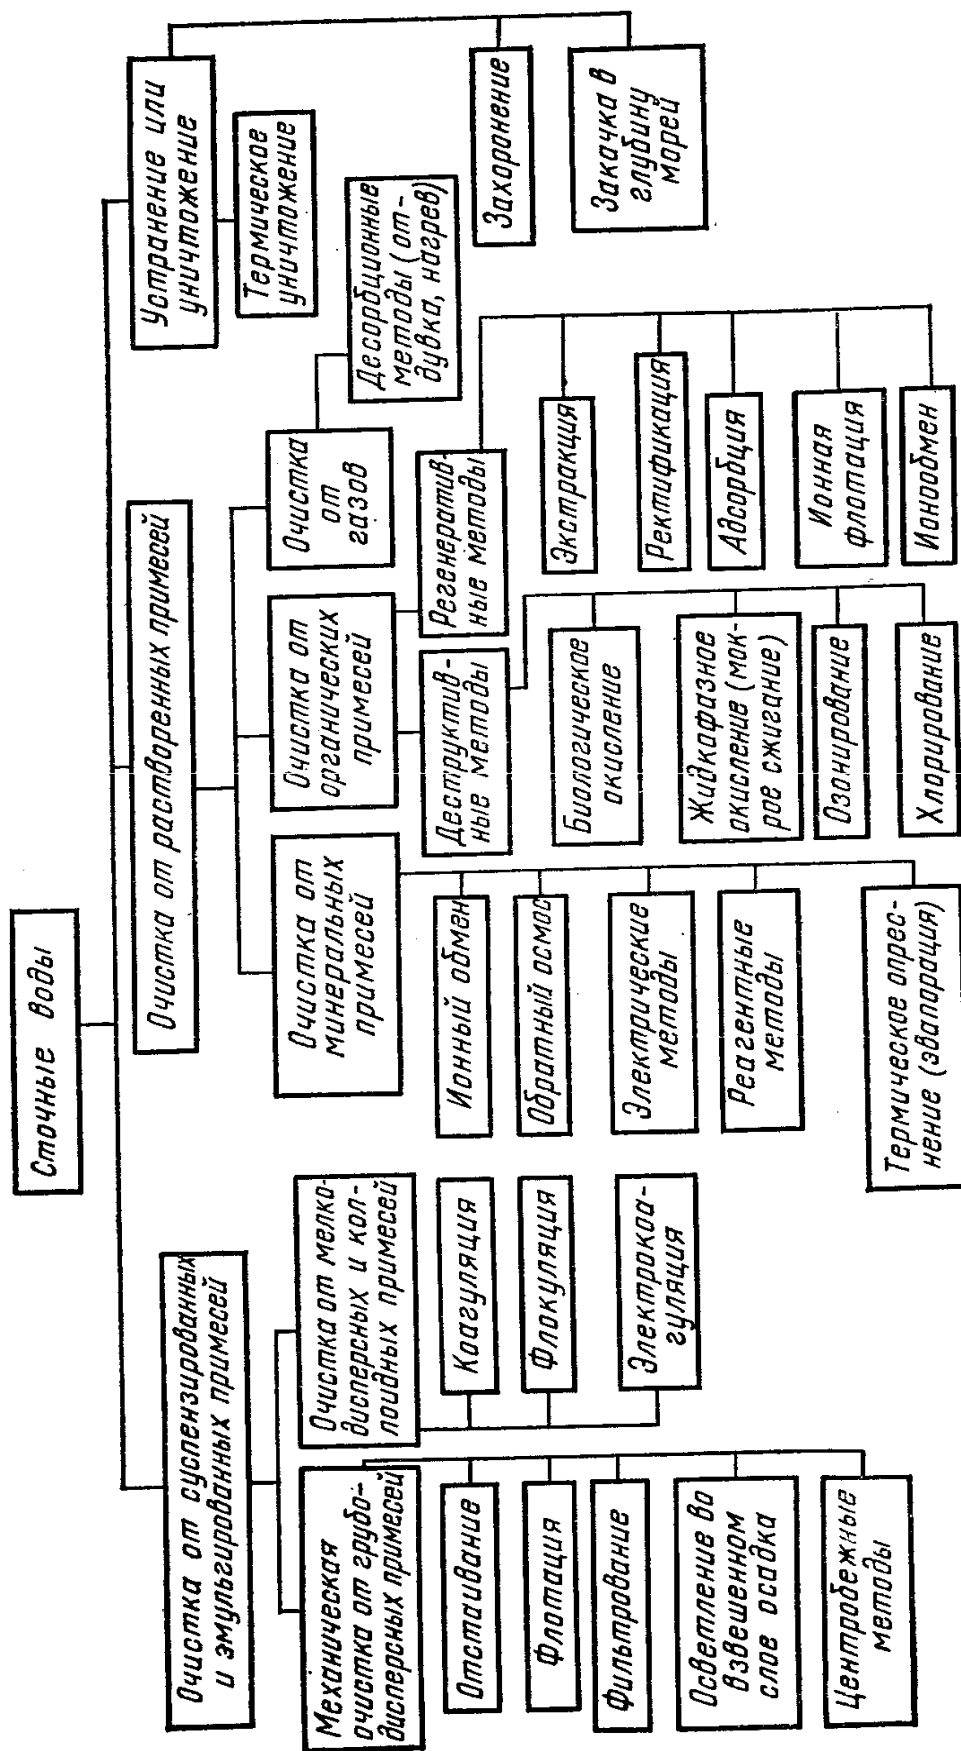 Сточные воды
Очистка от суспензированных
и эмульгированных примесей
Очистка от растворенных примесей
Устранение или
уничтожение
Механическая
очистка от грубо-
дисперсных примесей
Очистка от мелко-
дисперсных и кол-
лоидных примесей
Очистка от
минеральных
примесей
Очистка от
органических
примесей
Очистка
от
газов
Термическое
уничтожение
Отстаивание
Флотация
Фильтрование
Осветление во
взвешенном
слое осадка
Центробежные
методы
Коагуляция
Флокуляция
Электрокоа-
гуляция
Ионный обмен
Обратный осмос
Электрические
методы
Реагентные
методы
Термическое опрес-
нение (эвапорация)
Деструктив-
ные методы
Регенератив-
ные методы
Биологическое
окисление
Жидкофазное
окисление (мок-
рое сжигание)
Озонирование
Хлорирование
Экстракция
Ректификация
Адсорбция
Ионная
флотация
Ионообмен
Десорбционные
методы (от-
дувка, нагрев)
Захоронение
Закачка в
глубину
морей